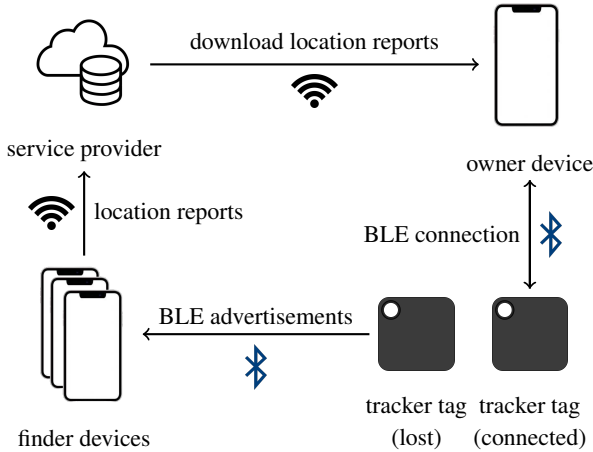 download location reports
service provider
owner device
location reports
BLE connection
BLE advertisements
tracker tag
(lost)
tracker tag
(connected)
finder devices